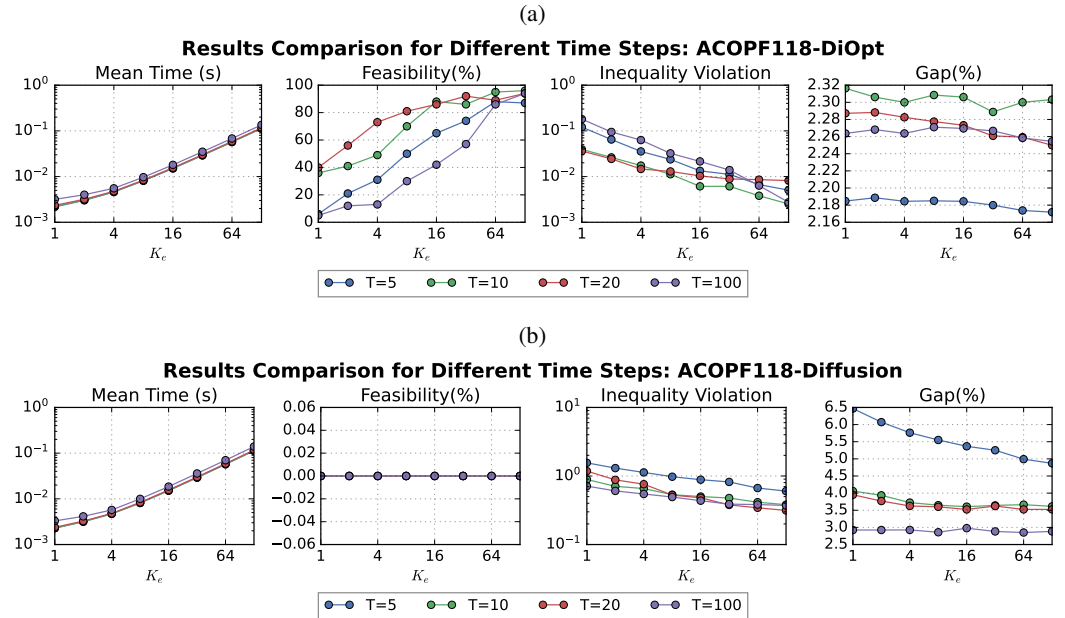 (a)
Results Comparison for Different Time Steps: ACOPF118-DiOpt
Mean Time (s) Feasibility(%) Inequality Violation Gap(%)
10^0 100 10^0 2.32
10^-1 80 10^-1 2.30
2.28
60 2.26
2.24
10^-2 40 10^-2 2.22
20 2.20
2.18
10^-3 0 10^-3 2.16
1 4 16 64 1 4 16 64 1 4 16 64 1 4 16 64
K_e K_e K_e K_e
T=5 T=10 T=20 T=100
(b)
Results Comparison for Different Time Steps: ACOPF118-Diffusion
Mean Time (s) Feasibility(%) Inequality Violation Gap(%)
10^0 0.06 10^1 6.5
0.04 6.0
10^-1 0.02 5.5
5.0
0.00 10^0 4.5
10^-2 −0.02 4.0
−0.04 3.5
3.0
10^-3 −0.06 10^-1 2.5
1 4 16 64 1 4 16 64 1 4 16 64 1 4 16 64
K_e K_e K_e K_e
T=5 T=10 T=20 T=100